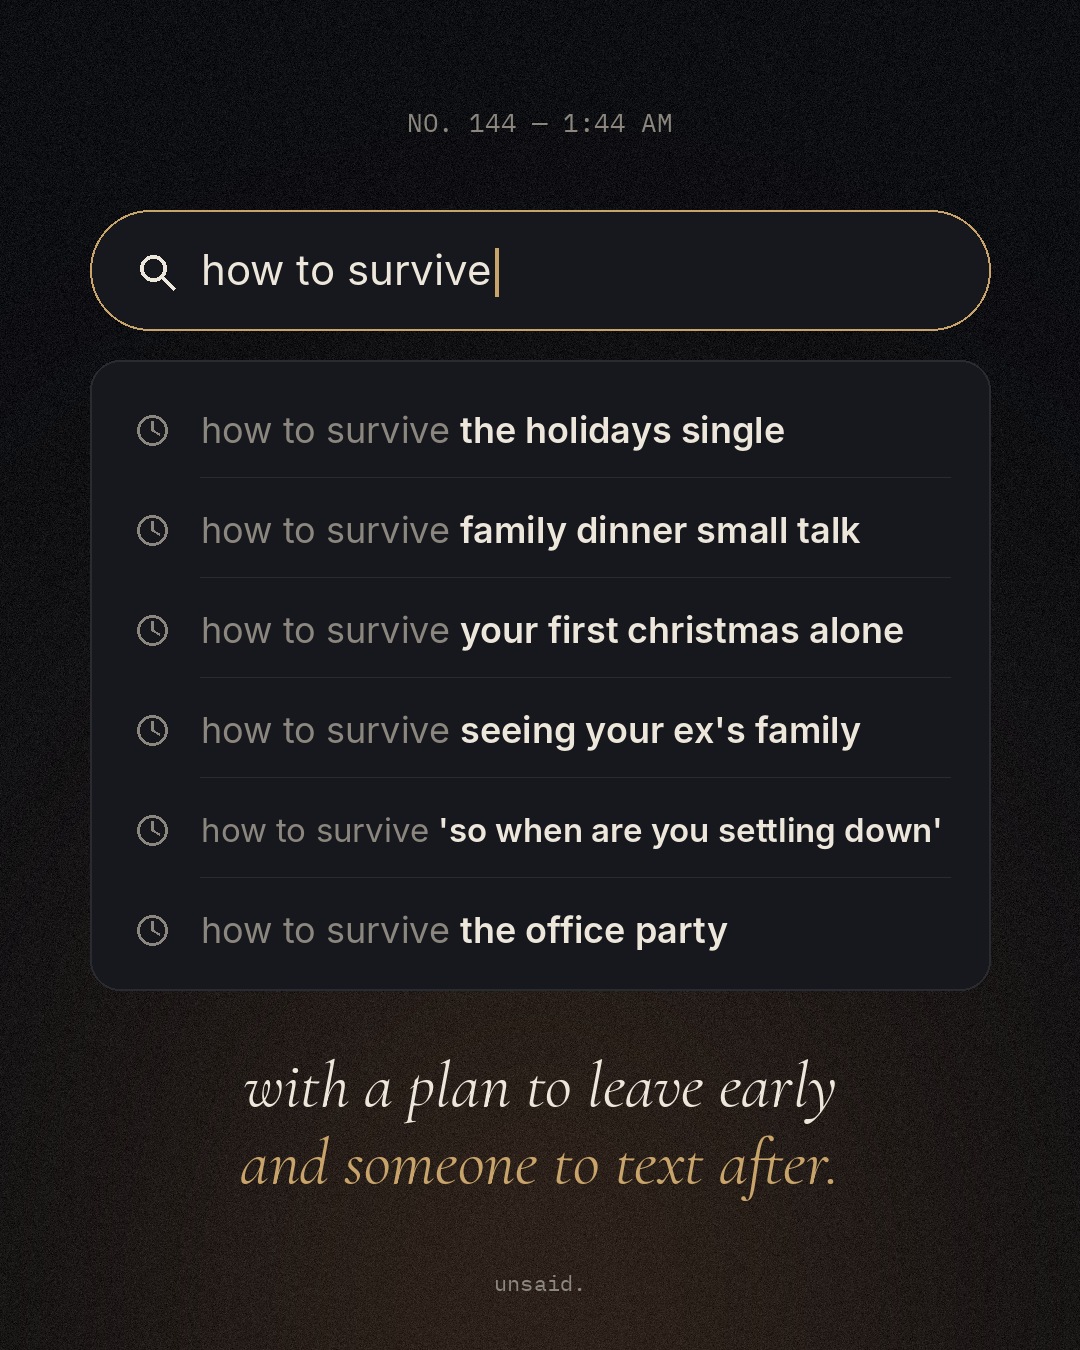 NO. 144 — 1:44 AM
how to survive
how to survive the holidays single
how to survive family dinner small talk
how to survive your first christmas alone
how to survive seeing your ex's family
how to survive 'so when are you settling down'
how to survive the office party
with a plan to leave early
and someone to text after.
unsaid.